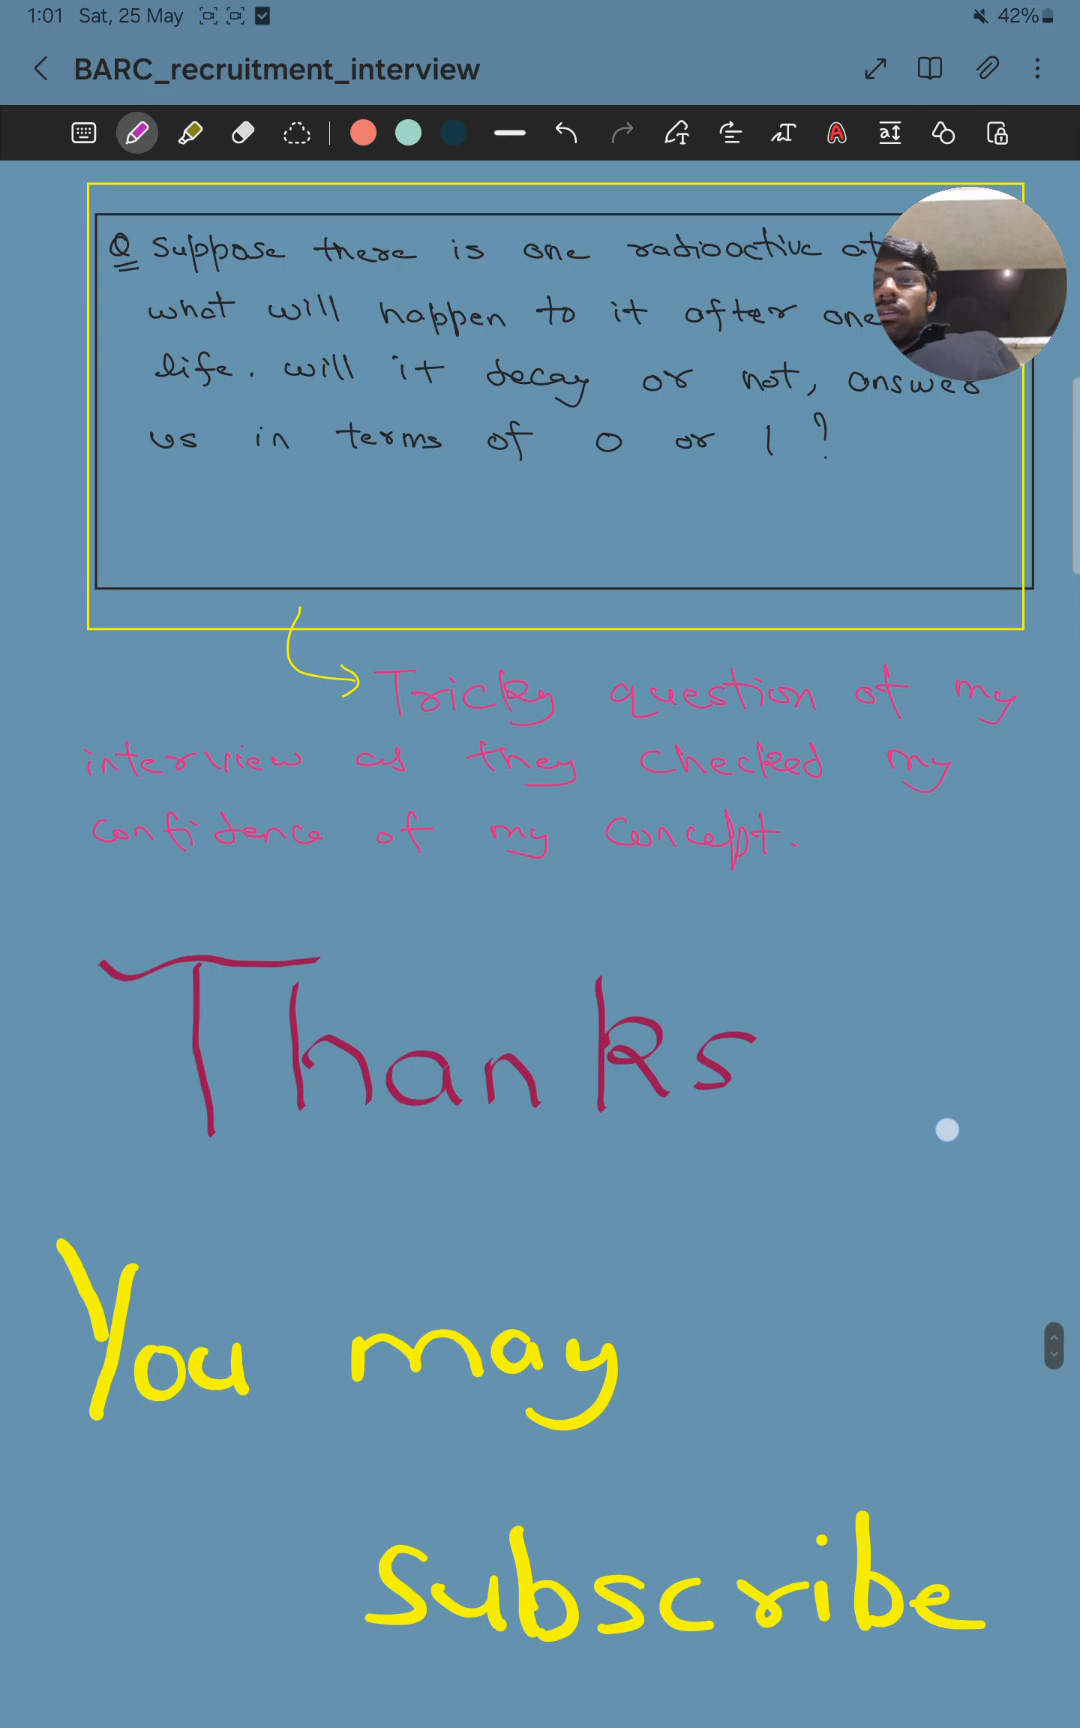 1:01 Sat, 25 May 42%
BARC_recruitment_interview
Q Suppose there is one radioactive at
what will happen to it after one
life. will it decay or not, answer
us in terms of 0 or 1 ?
Tricky question of my
interview as they checked my
confidence of my concept.
Thanks
You may
subscribe